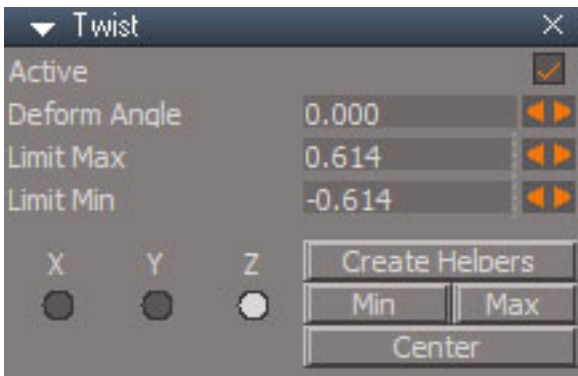 Twist
Active
Deform Angle 0.000
Limit Max 0.614
Limit Min -0.614
X Y Z Create Helpers
Min Max
Center